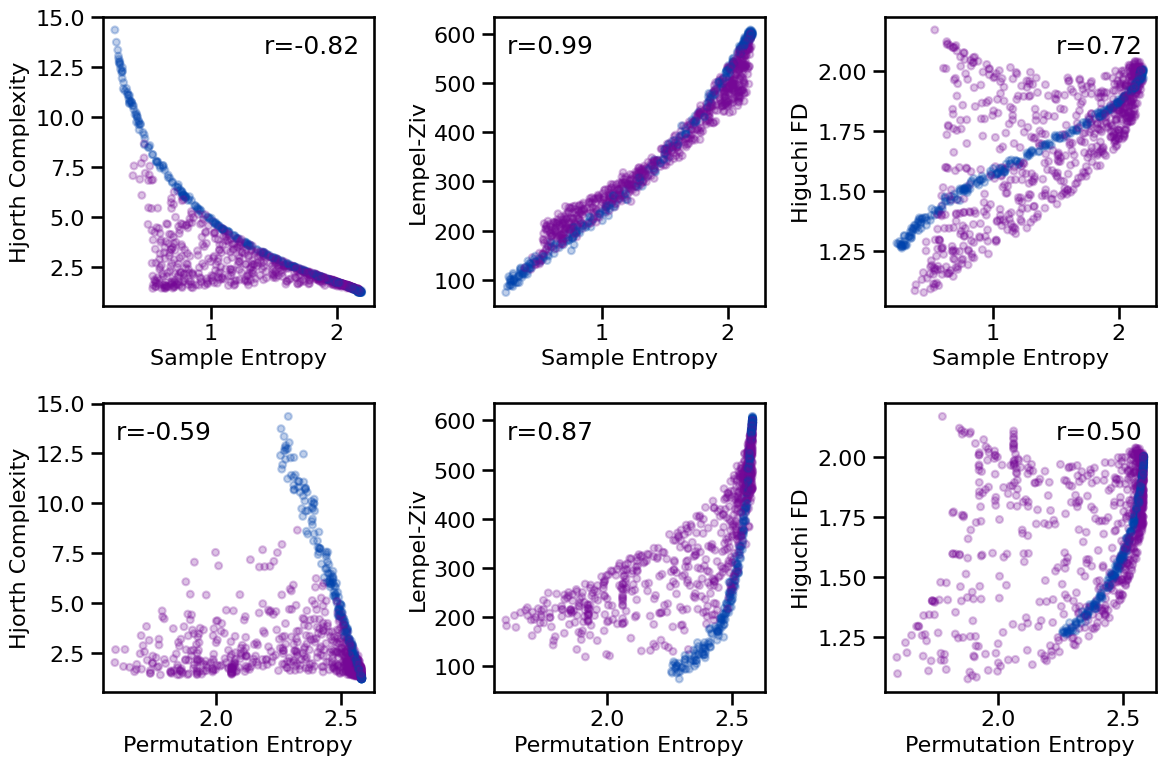 15.0
12.5
10.0
7.5
5.0
2.5
Hjorth Complexity
r=-0.82
1 2
Sample Entropy
600
500
400
300
200
100
Lempel-Ziv
r=0.99
1 2
Sample Entropy
2.00
1.75
1.50
1.25
Higuchi FD
r=0.72
1 2
Sample Entropy
15.0
12.5
10.0
7.5
5.0
2.5
Hjorth Complexity
r=-0.59
2.0 2.5
Permutation Entropy
600
500
400
300
200
100
Lempel-Ziv
r=0.87
2.0 2.5
Permutation Entropy
2.00
1.75
1.50
1.25
Higuchi FD
r=0.50
2.0 2.5
Permutation Entropy